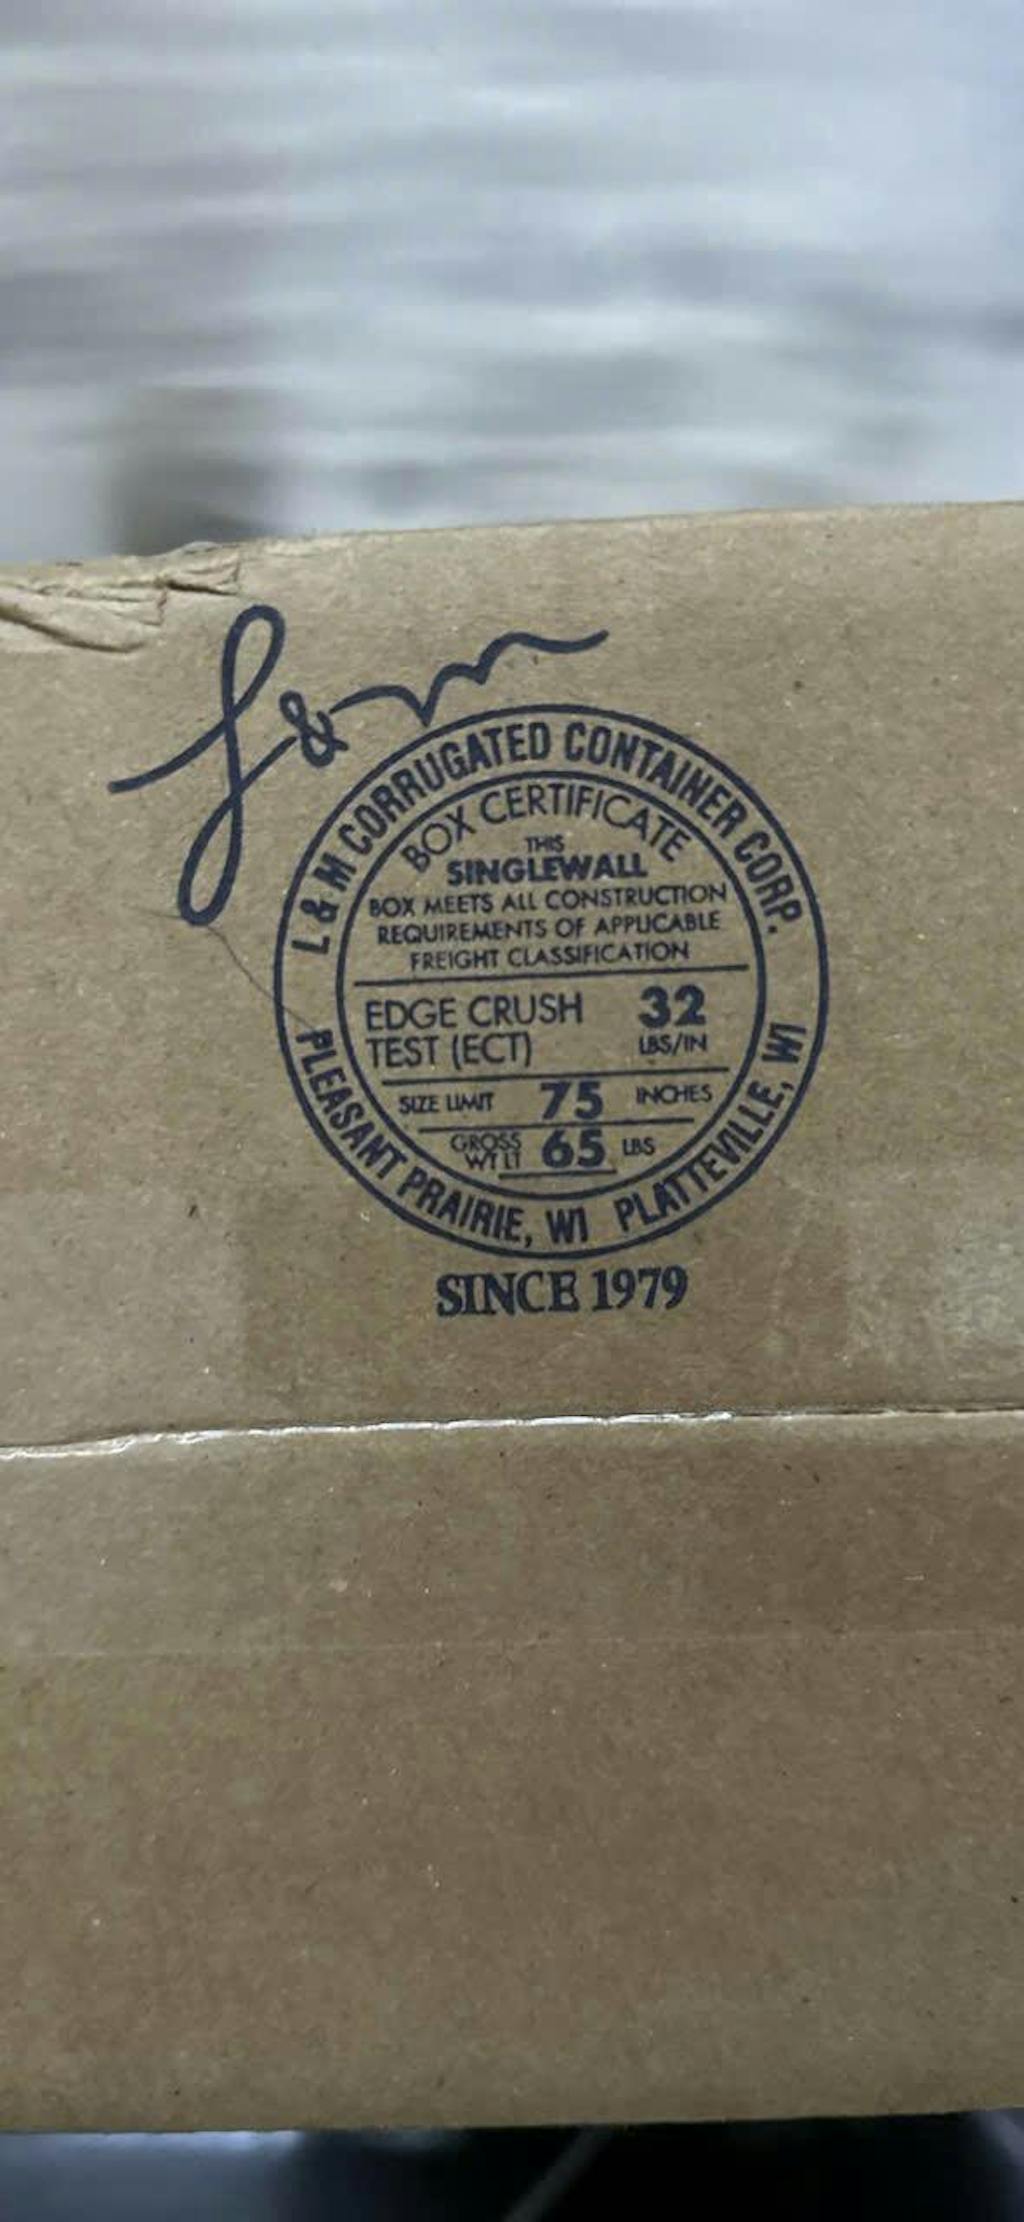 L & M
L & M CORRUGATED CONTAINER CORP.
BOX CERTIFICATE
THIS
SINGLEWALL
BOX MEETS ALL CONSTRUCTION
REQUIREMENTS OF APPLICABLE
FREIGHT CLASSIFICATION
EDGE CRUSH 32
TEST (ECT) LBS/IN
SIZE LIMIT 75 INCHES
GROSS
WT LT 65 LBS
PLEASANT PRAIRIE, WI PLATTEVILLE, WI
SINCE 1979